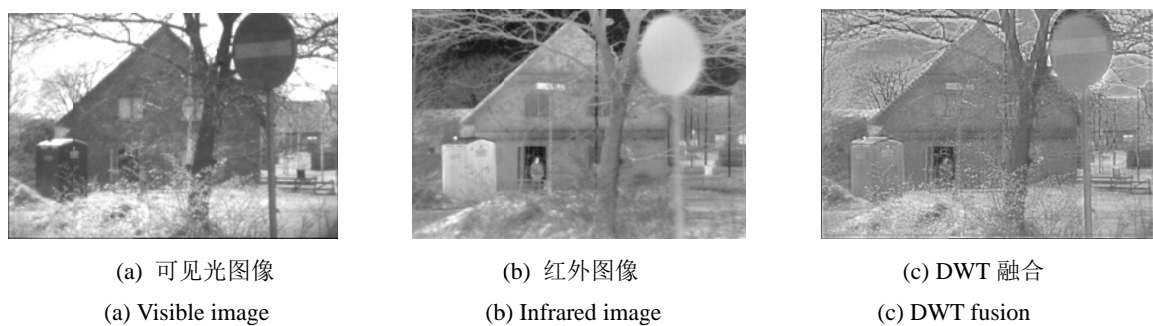 (a) 可见光图像
(b) 红外图像
(c) DWT 融合
(a) Visible image
(b) Infrared image
(c) DWT fusion